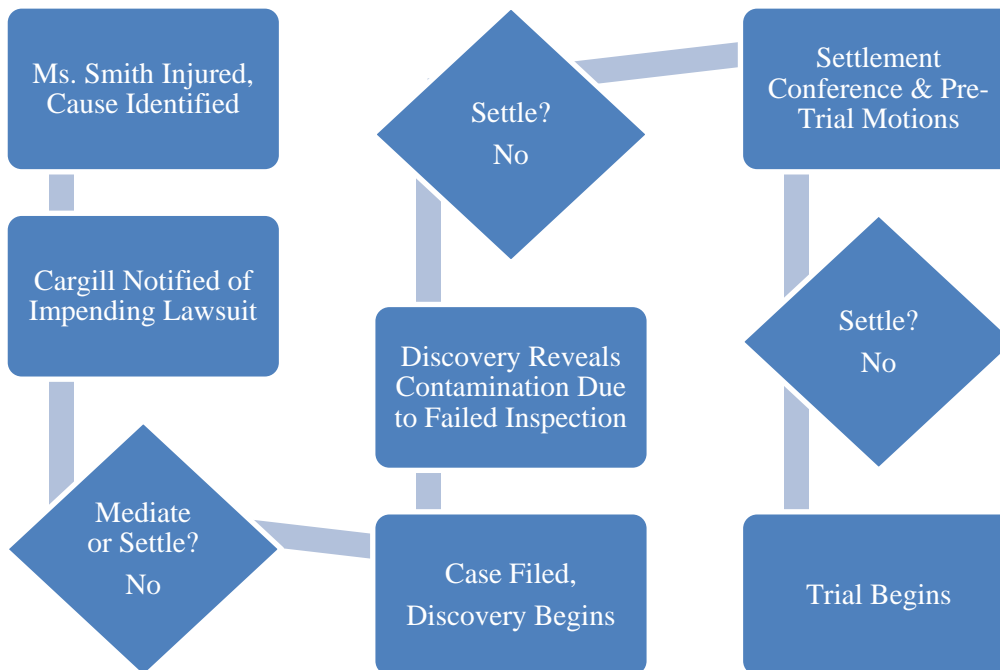 Ms. Smith Injured,
Cause Identified
Cargill Notified of
Impending Lawsuit
Mediate
or Settle?
No
Case Filed,
Discovery Begins
Discovery Reveals
Contamination Due
to Failed Inspection
Settle?
No
Settlement
Conference & Pre-
Trial Motions
Settle?
No
Trial Begins